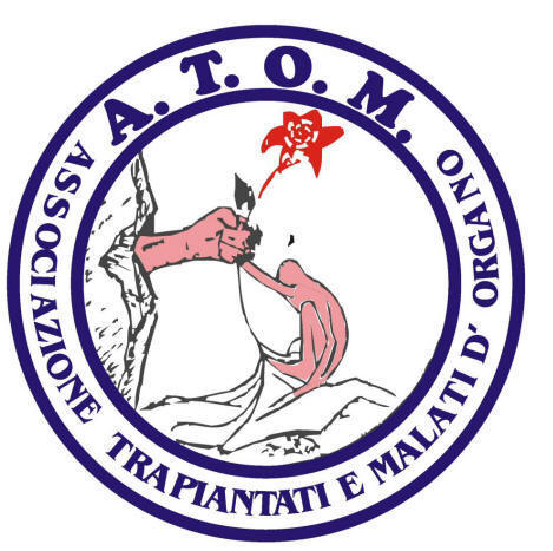 A. T. O. M.
ASSOCIAZIONE TRAPIANTATI E MALATI D' ORGANO